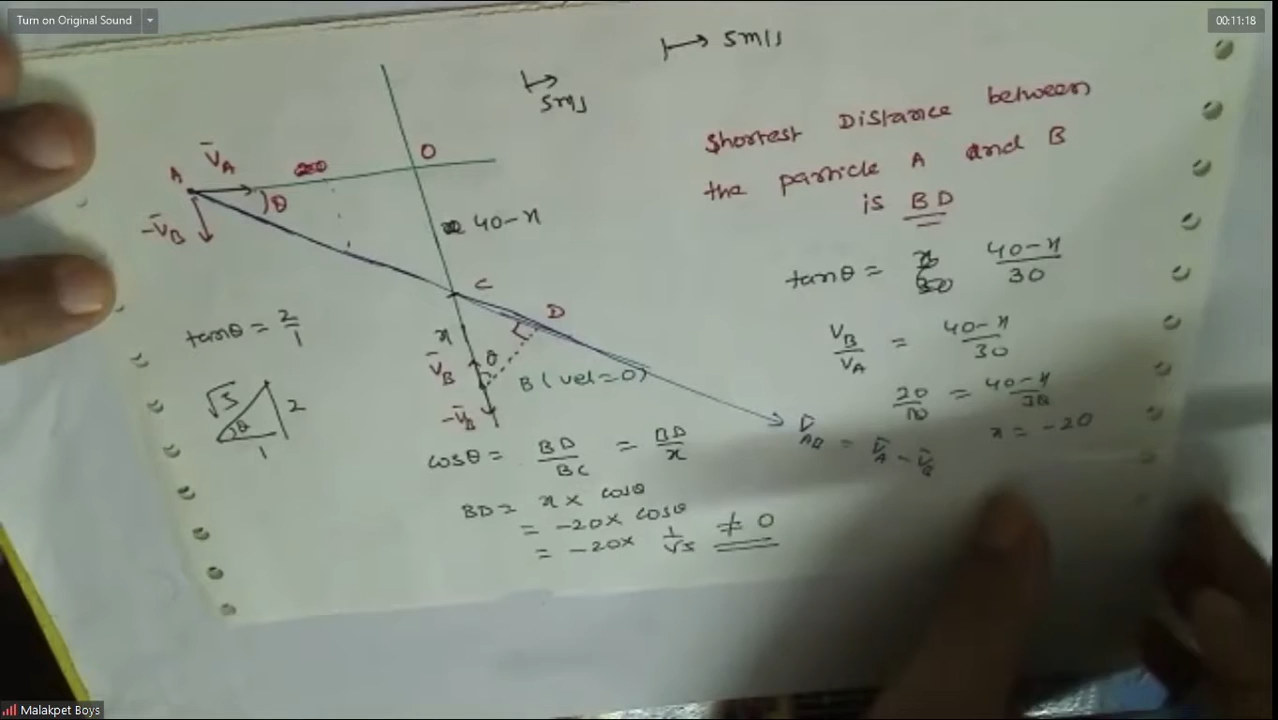 Turn on Original Sound
00:11:18
5m/s
5m/s
Shortest Distance between
the particle A and B
is BD
A
V̄A
O
θ
-V̄B
40-x
C
D
x
θ
V̄B
B (vel=0)
-V̄B
tanθ = 2/1
√5
2
θ
1
tanθ = 40-x/30
VB/VA = 40-x/30
20/10 = 40-x/30
x = -20
V̄AB = V̄A - V̄B
cosθ = BD/BC = BD/x
BD = x × cosθ
= -20× cosθ
= -20× 1/√5 ≠ 0
Malakpet Boys